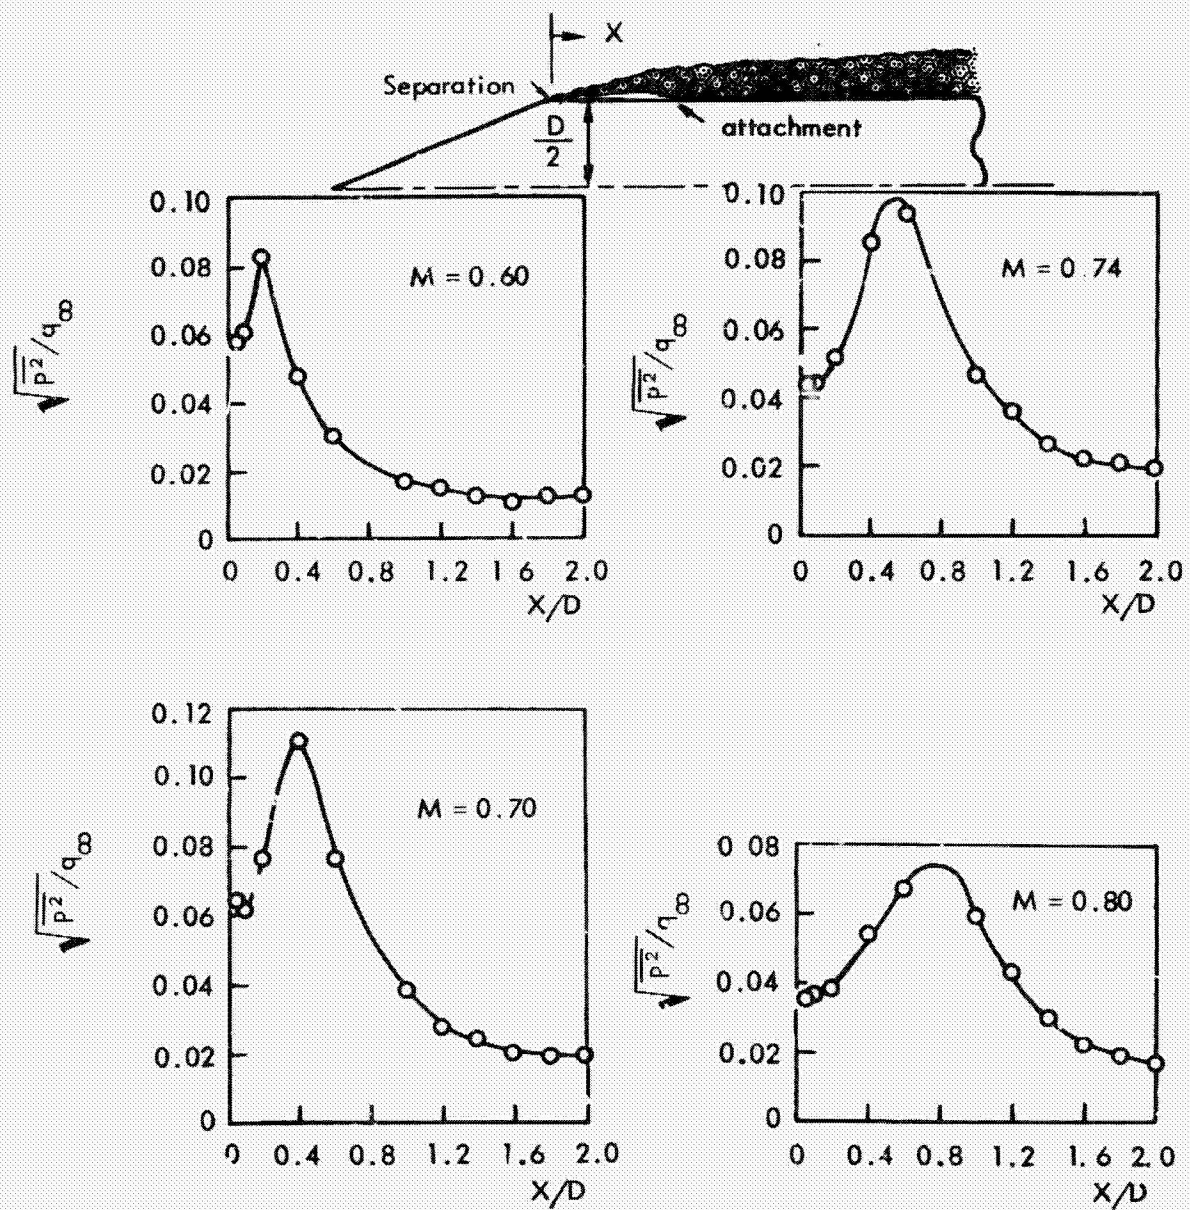 X
Separation
D
2
attachment
0.10
0.08
0.06
0.04
0.02
0
√p²/q∞
M = 0.60
0 0.4 0.8 1.2 1 6 2.0
X/D
0.10
0.08
0.06
0.04
0.02
0
√p²/q∞
M = 0.74
0 0.4 0.8 1.2 1.6 2.0
X/D
0.12
0.10
0.08
0.06
0.04
0.02
0
√p²/q∞
M = 0.70
0 0.4 0.8 1.2 1.6 2.0
X/D
0 08
0.06
0.04
0.02
0
√p²/q∞
M = 0.80
0 0.4 0.8 1.2 1.6 2.0
X/D